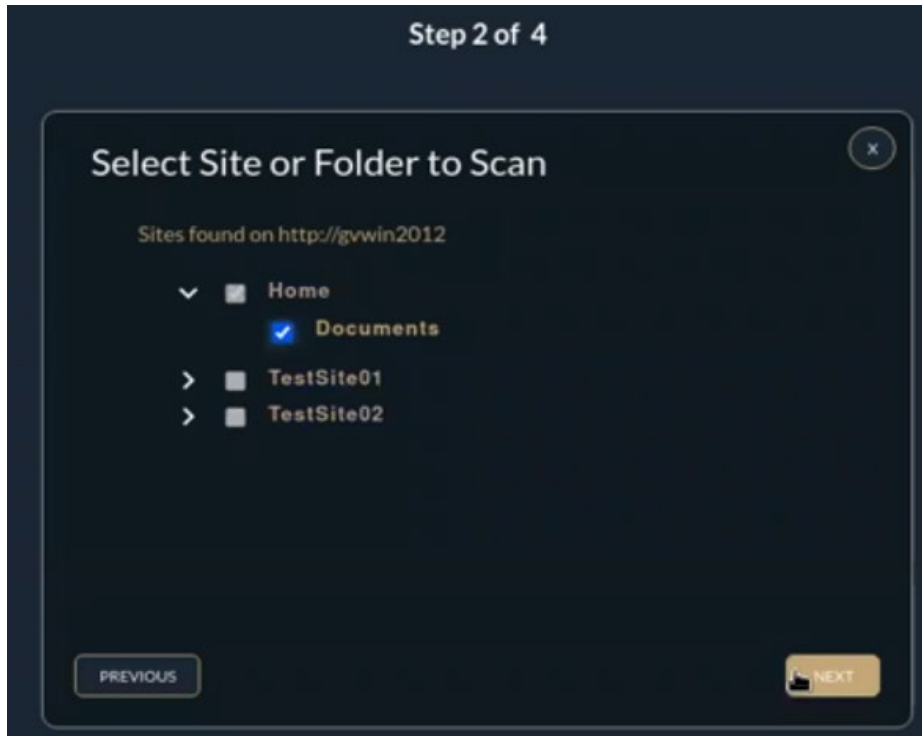 Step 2 of 4
Select Site or Folder to Scan
X
Sites found on http://gvwin2012
Home
Documents
TestSite01
TestSite02
PREVIOUS
NEXT